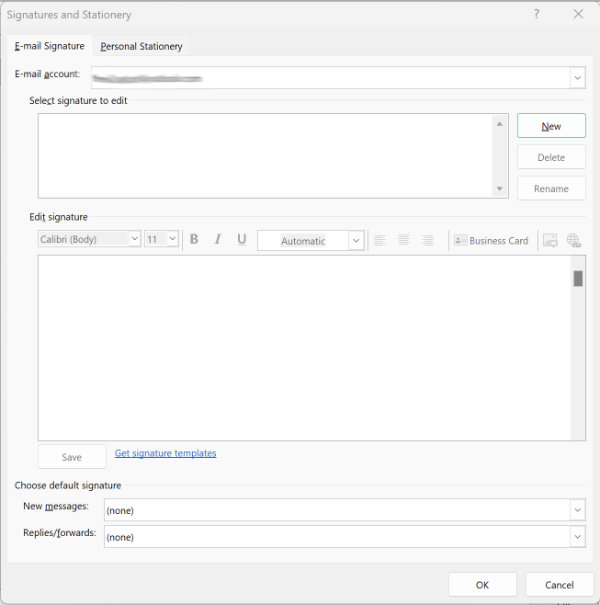 Signatures and Stationery ?
E-mail Signature Personal Stationery
E-mail account:
Select signature to edit
New
Delete
Rename
Edit signature
Calibri (Body) 11 B I U Automatic Business Card
Save Get signature templates
Choose default signature
New messages: (none)
Replies/forwards: (none)
OK Cancel